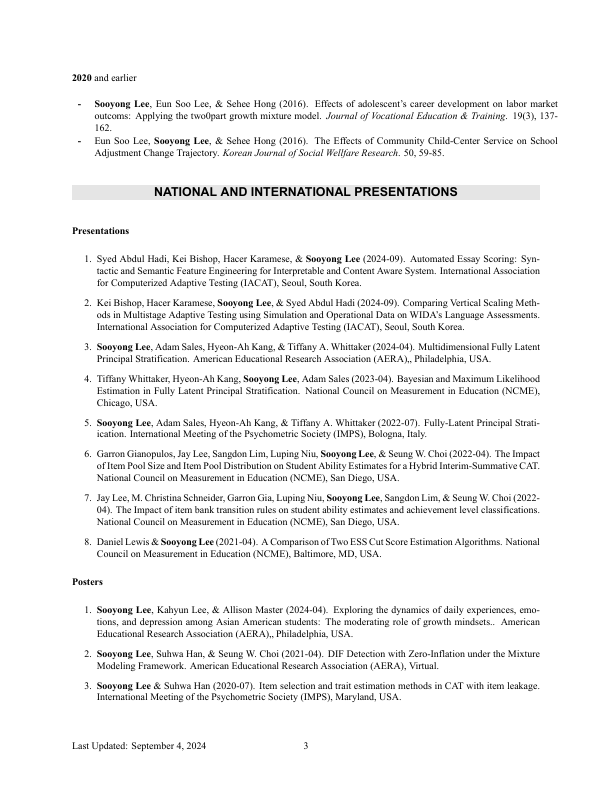 2020 and earlier
- Sooyong Lee, Eun Soo Lee, & Sehee Hong (2016). Effects of adolescent's career development on labor market
outcoms: Applying the two0part growth mixture model. Journal of Vocational Education & Training. 19(3), 137-
162.
- Eun Soo Lee, Sooyong Lee, & Sehee Hong (2016). The Effects of Community Child-Center Service on School
Adjustment Change Trajectory. Korean Journal of Social Wellfare Research. 50, 59-85.
NATIONAL AND INTERNATIONAL PRESENTATIONS
Presentations
1. Syed Abdul Hadi, Kei Bishop, Hacer Karamese, & Sooyong Lee (2024-09). Automated Essay Scoring: Syn-
tactic and Semantic Feature Engineering for Interpretable and Content Aware System. International Association
for Computerized Adaptive Testing (IACAT), Seoul, South Korea.
2. Kei Bishop, Hacer Karamese, Sooyong Lee, & Syed Abdul Hadi (2024-09). Comparing Vertical Scaling Meth-
ods in Multistage Adaptive Testing using Simulation and Operational Data on WIDA's Language Assessments.
International Association for Computerized Adaptive Testing (IACAT), Seoul, South Korea.
3. Sooyong Lee, Adam Sales, Hyeon-Ah Kang, & Tiffany A. Whittaker (2024-04). Multidimensional Fully Latent
Principal Stratification. American Educational Research Association (AERA),, Philadelphia, USA.
4. Tiffany Whittaker, Hyeon-Ah Kang, Sooyong Lee, Adam Sales (2023-04). Bayesian and Maximum Likelihood
Estimation in Fully Latent Principal Stratification. National Council on Measurement in Education (NCME),
Chicago, USA.
5. Sooyong Lee, Adam Sales, Hyeon-Ah Kang, & Tiffany A. Whittaker (2022-07). Fully-Latent Principal Strati-
ication. International Meeting of the Psychometric Society (IMPS), Bologna, Italy.
6. Garron Gianopulos, Jay Lee, Sangdon Lim, Luping Niu, Sooyong Lee, & Seung W. Choi (2022-04). The Impact
of Item Pool Size and Item Pool Distribution on Student Ability Estimates for a Hybrid Interim-Summative CAT.
National Council on Measurement in Education (NCME), San Diego, USA.
7. Jay Lee, M. Christina Schneider, Garron Gia, Luping Niu, Sooyong Lee, Sangdon Lim, & Seung W. Choi (2022-
04). The Impact of item bank transition rules on student ability estimates and achievement level classifications.
National Council on Measurement in Education (NCME), San Diego, USA.
8. Daniel Lewis & Sooyong Lee (2021-04). A Comparison of Two ESS Cut Score Estimation Algorithms. National
Council on Measurement in Education (NCME), Baltimore, MD, USA.
Posters
1. Sooyong Lee, Kahyun Lee, & Allison Master (2024-04). Exploring the dynamics of daily experiences, emo-
tions, and depression among Asian American students: The moderating role of growth mindsets.. American
Educational Research Association (AERA),, Philadelphia, USA.
2. Sooyong Lee, Suhwa Han, & Seung W. Choi (2021-04). DIF Detection with Zero-Inflation under the Mixture
Modeling Framework. American Educational Research Association (AERA), Virtual.
3. Sooyong Lee & Suhwa Han (2020-07). Item selection and trait estimation methods in CAT with item leakage.
International Meeting of the Psychometric Society (IMPS), Maryland, USA.
Last Updated: September 4, 2024 3